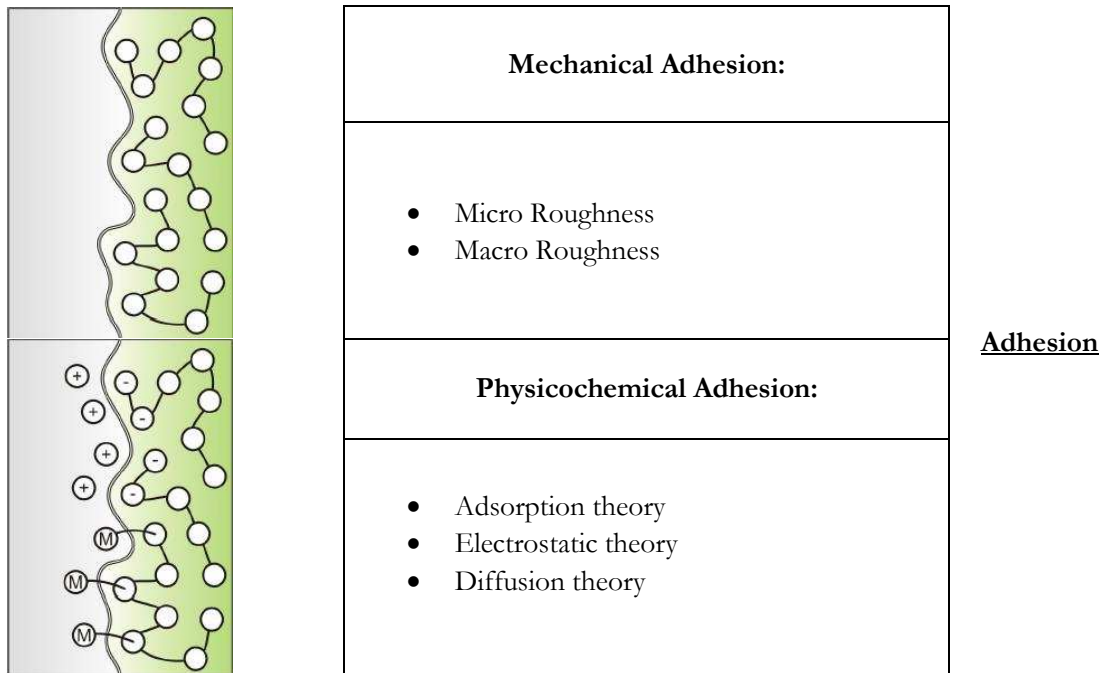 Mechanical Adhesion:
• Micro Roughness
• Macro Roughness
Adhesion
Physicochemical Adhesion:
+
-
+
-
+
-
+
-
• Adsorption theory
M
• Electrostatic theory
M
• Diffusion theory
M